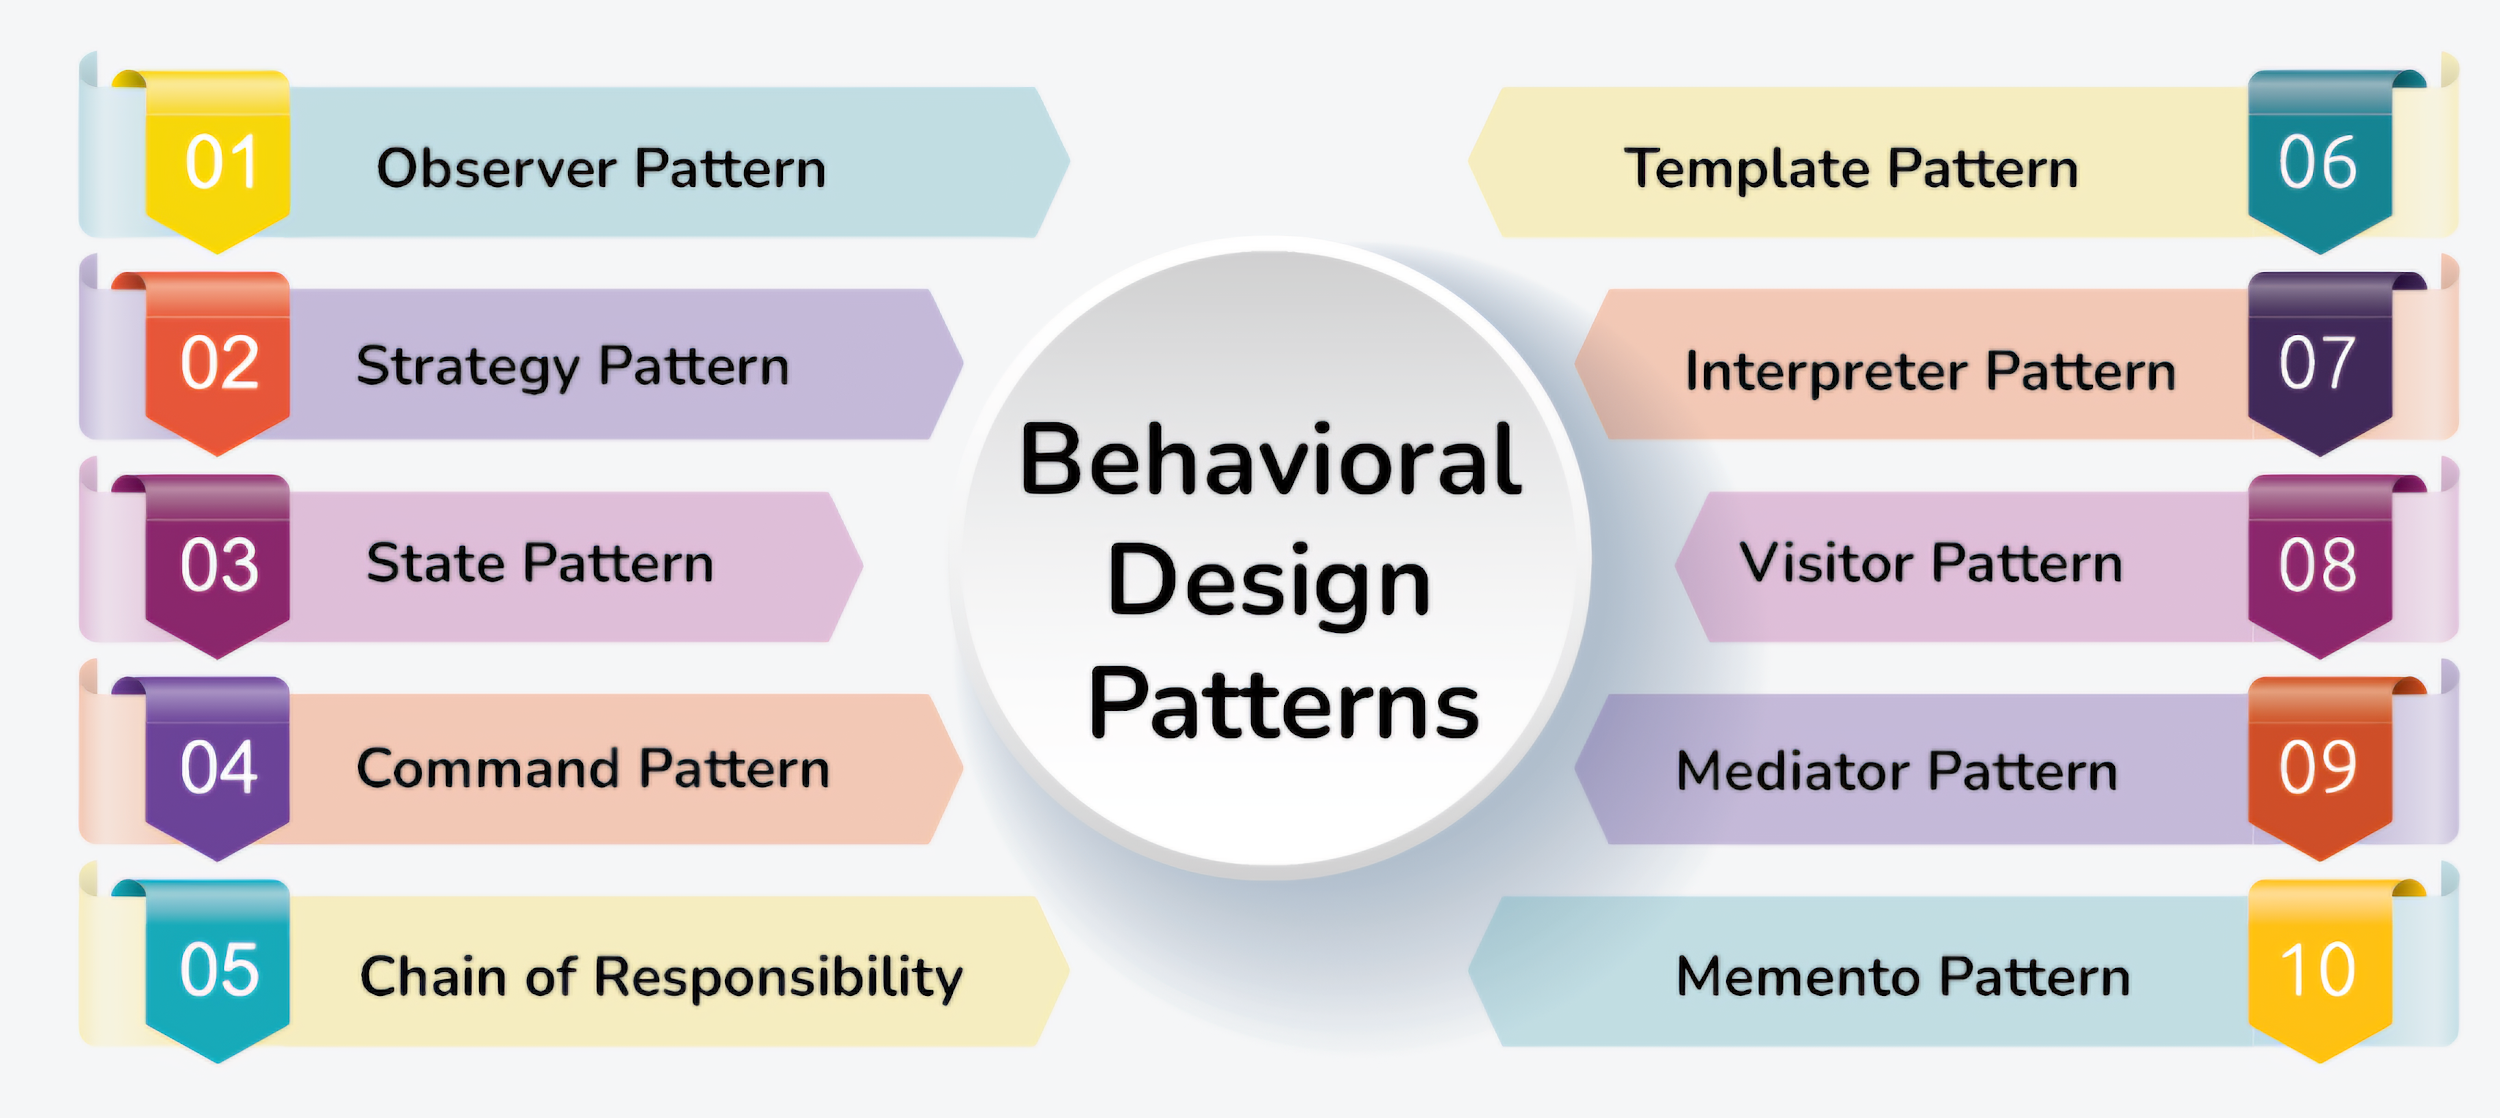 01
Observer Pattern
02
Strategy Pattern
03
State Pattern
04
Command Pattern
05
Chain of Responsibility
Behavioral
Design
Patterns
06
Template Pattern
07
Interpreter Pattern
08
Visitor Pattern
09
Mediator Pattern
10
Memento Pattern